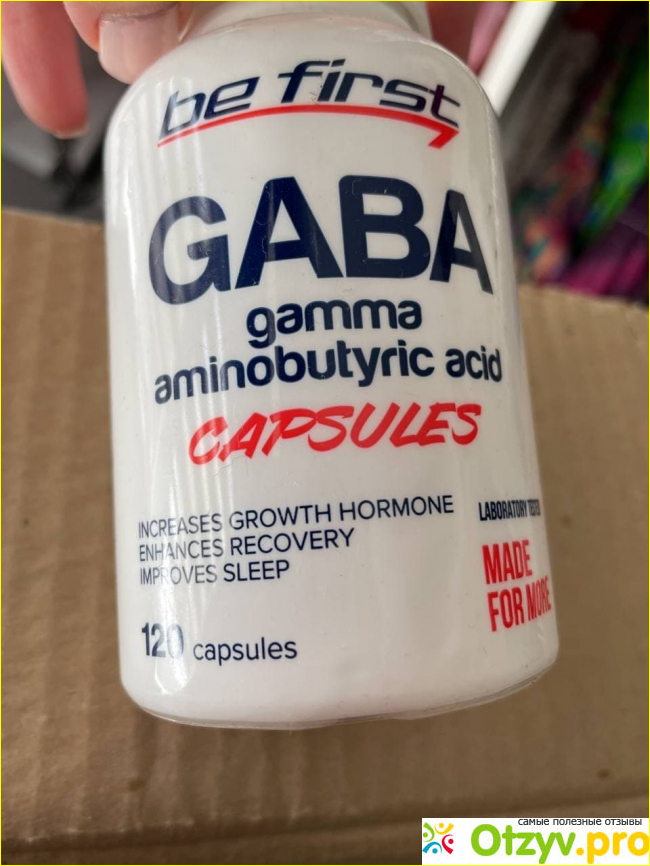 be first
GABA
gamma
aminobutyric acid
CAPSULES
INCREASES GROWTH HORMONE
ENHANCES RECOVERY
IMPROVES SLEEP
LABORATORY TESTED
MADE
FOR MORE
120 capsules
самые полезные отзывы
Otzyv.pro